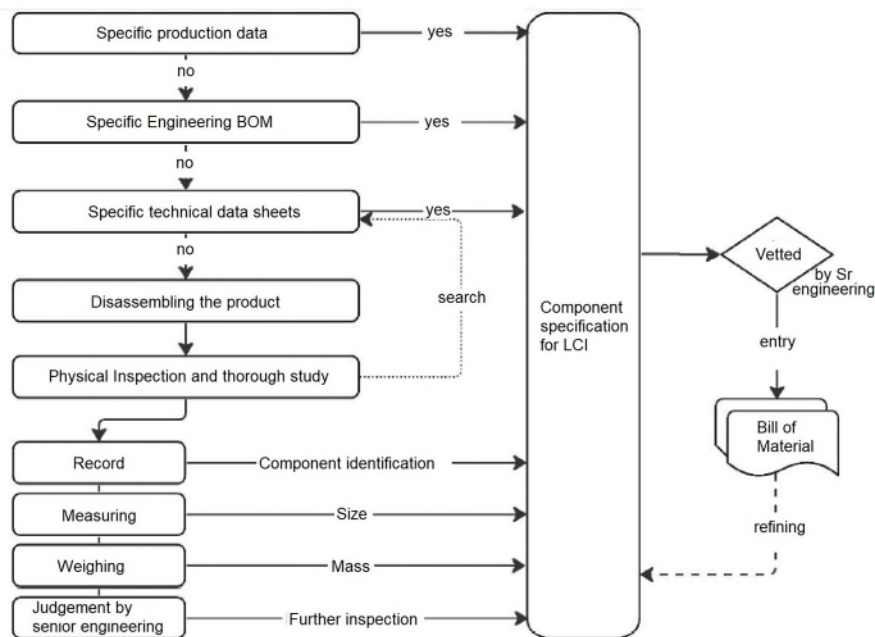 Specific production data
yes
no
Specific Engineering BOM
yes
no
Specific technical data sheets
yes
no
Disassembling the product
search
Physical Inspection and thorough study
Record
Component identification
Measuring
Size
Weighing
Mass
Judgement by
senior engineering
Further inspection
Component
specification
for LCI
Vetted
by Sr
engineering
entry
Bill of
Material
refining